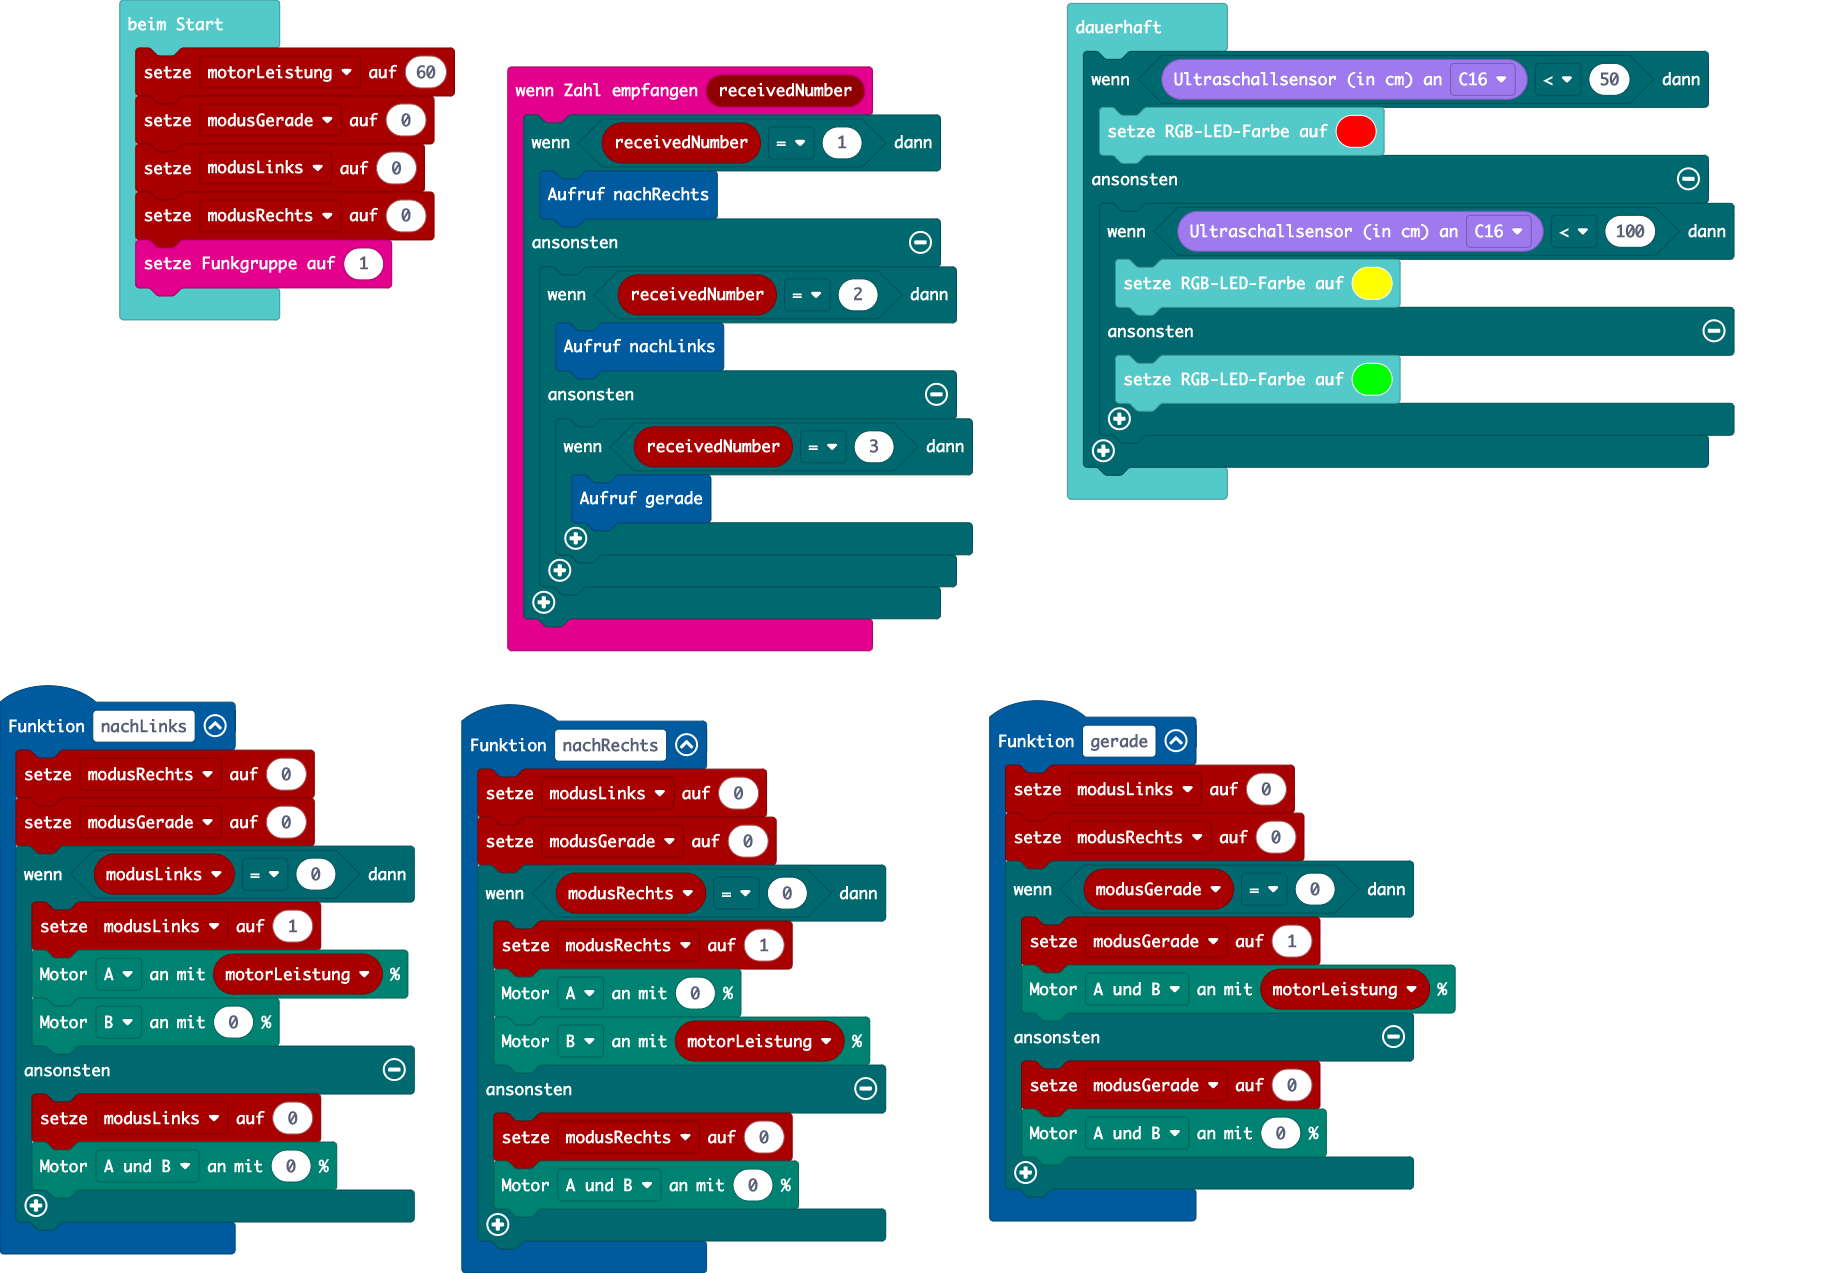 beim Start
setze motorLeistung auf 60
setze modusGerade auf 0
setze modusLinks auf 0
setze modusRechts auf 0
setze Funkgruppe auf 1
wenn Zahl empfangen receivedNumber
wenn receivedNumber = 1 dann
Aufruf nachRechts
ansonsten
wenn receivedNumber = 2 dann
Aufruf nachLinks
ansonsten
wenn receivedNumber = 3 dann
Aufruf gerade
dauerhaft
wenn Ultraschallsensor (in cm) an C16 < 50 dann
setze RGB-LED-Farbe auf
ansonsten
wenn Ultraschallsensor (in cm) an C16 < 100 dann
setze RGB-LED-Farbe auf
ansonsten
setze RGB-LED-Farbe auf
Funktion nachLinks
setze modusRechts auf 0
setze modusGerade auf 0
wenn modusLinks = 0 dann
setze modusLinks auf 1
Motor A an mit motorLeistung %
Motor B an mit 0 %
ansonsten
setze modusLinks auf 0
Motor A und B an mit 0 %
Funktion nachRechts
setze modusLinks auf 0
setze modusGerade auf 0
wenn modusRechts = 0 dann
setze modusRechts auf 1
Motor A an mit 0 %
Motor B an mit motorLeistung %
ansonsten
setze modusRechts auf 0
Motor A und B an mit 0 %
Funktion gerade
setze modusLinks auf 0
setze modusRechts auf 0
wenn modusGerade = 0 dann
setze modusGerade auf 1
Motor A und B an mit motorLeistung %
ansonsten
setze modusGerade auf 0
Motor A und B an mit 0 %